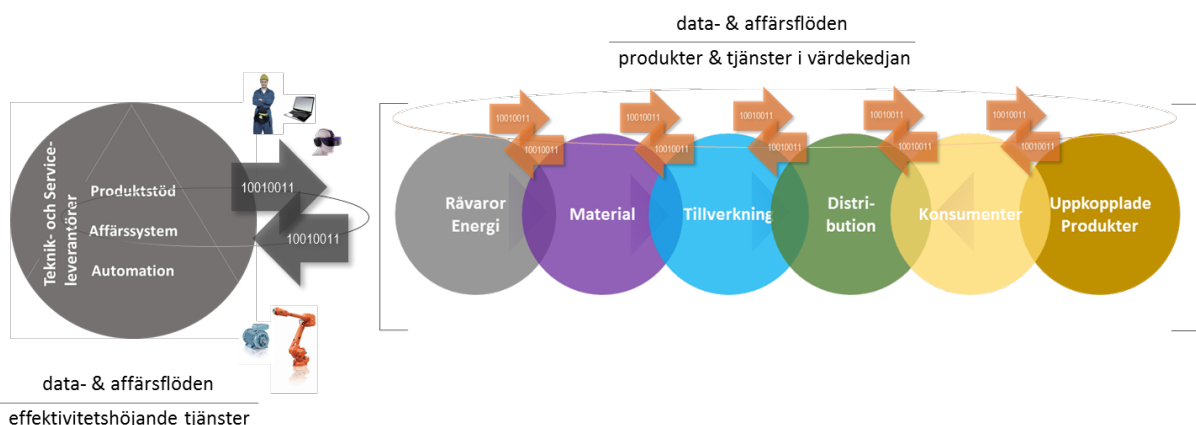 data- & affärsflöden
produkter & tjänster i värdekedjan
Teknik- och Service-
leverantörer
Produktstöd
Affärssystem
Automation
10010011
10010011
10010011
10010011
10010011
10010011
10010011
10010011
10010011
10010011
10010011
10010011
Råvaror
Energi
Material
Tillverkning
Distri-
bution
Konsumenter
Uppkopplade
Produkter
data- & affärsflöden
effektivitetshöjande tjänster